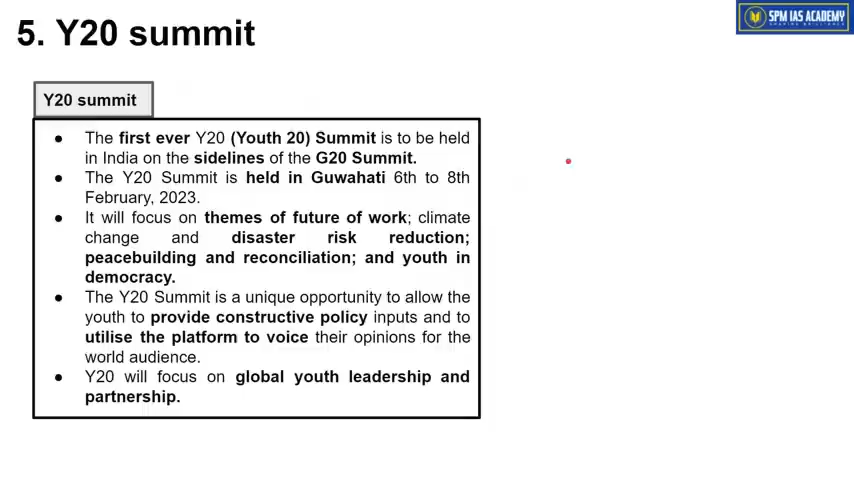 5. Y20 summit
SPM IAS ACADEMY
SHAPING BRILLIANCE
Y20 summit
● The first ever Y20 (Youth 20) Summit is to be held
in India on the sidelines of the G20 Summit.
● The Y20 Summit is held in Guwahati 6th to 8th
February, 2023.
● It will focus on themes of future of work; climate
change and disaster risk reduction;
peacebuilding and reconciliation; and youth in
democracy.
● The Y20 Summit is a unique opportunity to allow the
youth to provide constructive policy inputs and to
utilise the platform to voice their opinions for the
world audience.
● Y20 will focus on global youth leadership and
partnership.